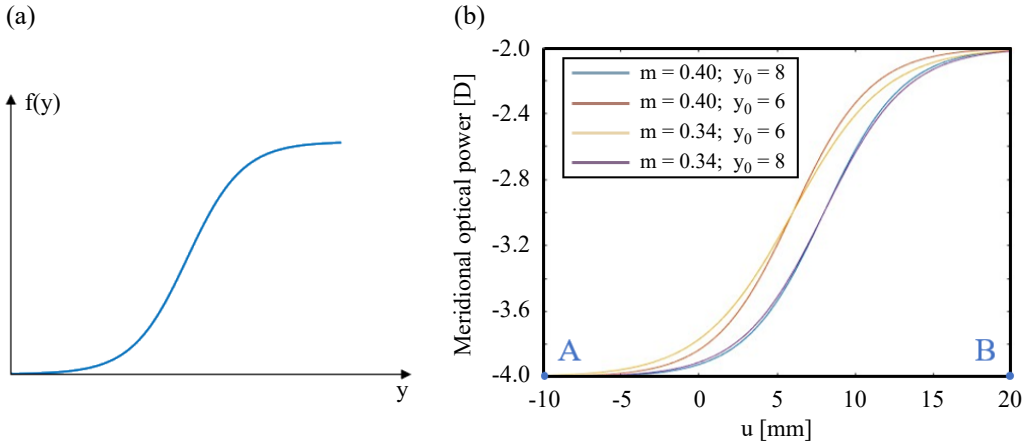 (a)
f(y)
y
(b)
Meridional optical power [D]
-2.0
-2.4
-2.8
-3.2
-3.6
-4.0
m = 0.40; y₀ = 8
m = 0.40; y₀ = 6
m = 0.34; y₀ = 6
m = 0.34; y₀ = 8
A
B
-10
-5
0
5
10
15
20
u [mm]